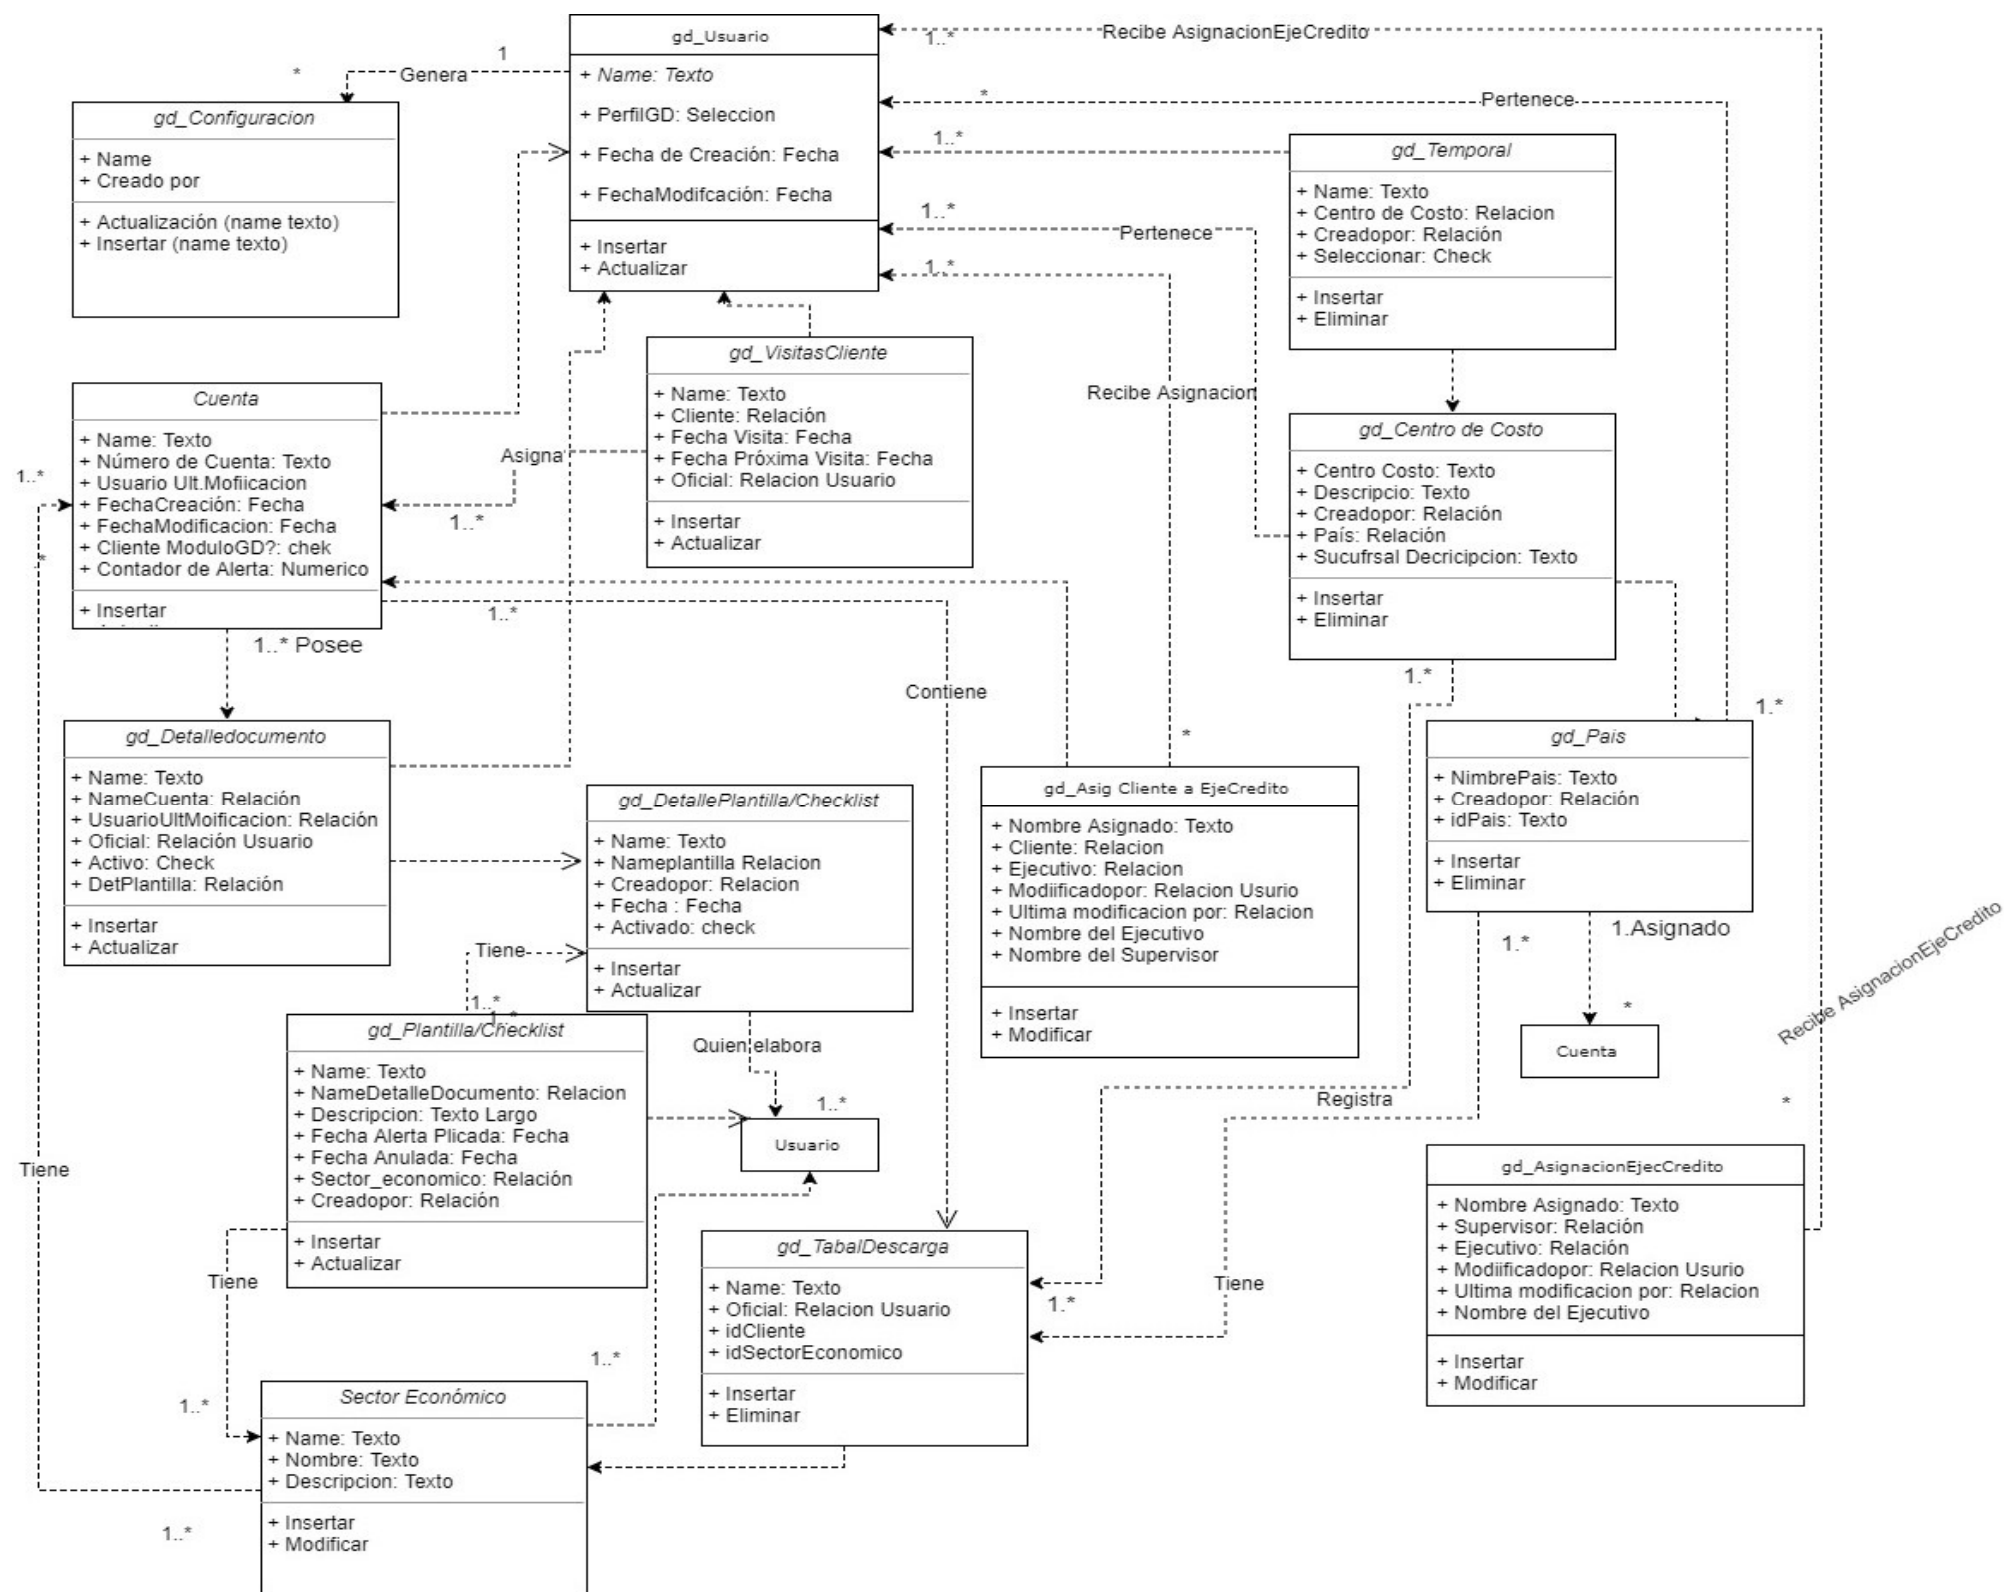 gd_Usuario
+ Name: Texto
+ PerfilGD: Seleccion
+ Fecha de Creación: Fecha
+ FechaModifcación: Fecha
+ Insertar
+ Actualizar
1..*
Recibe AsignacionEjeCredito
*
Genera
1
*
Pertenece
1..*
1..*
Pertenece
1..*
gd_Configuracion
+ Name
+ Creado por
+ Actualización (name texto)
+ Insertar (name texto)
gd_Temporal
+ Name: Texto
+ Centro de Costo: Relacion
+ Creadopor: Relación
+ Seleccionar: Check
+ Insertar
+ Eliminar
gd_VisitasCliente
+ Name: Texto
+ Cliente: Relación
+ Fecha Visita: Fecha
+ Fecha Próxima Visita: Fecha
+ Oficial: Relacion Usuario
+ Insertar
+ Actualizar
Recibe Asignacion
Cuenta
+ Name: Texto
+ Número de Cuenta: Texto
+ Usuario Ult.Mofiicacion
+ FechaCreación: Fecha
+ FechaModificacion: Fecha
+ Cliente ModuloGD?: chek
+ Contador de Alerta: Numerico
+ Insertar
1..*
.*
Asigna
1..*
1..*
1..* Posee
gd_Centro de Costo
+ Centro Costo: Texto
+ Descripcio: Texto
+ Creadopor: Relación
+ País: Relación
+ Sucufrsal Decricipcion: Texto
+ Insertar
+ Eliminar
1.*
1.*
Contiene
*
gd_Detalledocumento
+ Name: Texto
+ NameCuenta: Relación
+ UsuarioUltMoificacion: Relación
+ Oficial: Relación Usuario
+ Activo: Check
+ DetPlantilla: Relación
+ Insertar
+ Actualizar
gd_DetallePlantilla/Checklist
+ Name: Texto
+ Nameplantilla Relacion
+ Creadopor: Relacion
+ Fecha : Fecha
+ Activado: check
+ Insertar
+ Actualizar
gd_Asig Cliente a EjeCredito
+ Nombre Asignado: Texto
+ Cliente: Relacion
+ Ejecutivo: Relacion
+ Modiificadopor: Relacion Usurio
+ Ultima modificacion por: Relacion
+ Nombre del Ejecutivo
+ Nombre del Supervisor
+ Insertar
+ Modificar
gd_Pais
+ NimbrePais: Texto
+ Creadopor: Relación
+ idPais: Texto
+ Insertar
+ Eliminar
1.*
1.Asignado
*
Cuenta
Recibe AsignacionEjeCredito
Tiene
1..*
1..*
gd_Plantilla/Checklist
+ Name: Texto
+ NameDetalleDocumento: Relacion
+ Descripcion: Texto Largo
+ Fecha Alerta Plicada: Fecha
+ Fecha Anulada: Fecha
+ Sector_economico: Relación
+ Creadopor: Relación
+ Insertar
+ Actualizar
Quien elabora
1..*
Usuario
Registra
*
Tiene
Tiene
gd_AsignacionEjecCredito
+ Nombre Asignado: Texto
+ Supervisor: Relación
+ Ejecutivo: Relación
+ Modiificadopor: Relacion Usurio
+ Ultima modificacion por: Relacion
+ Nombre del Ejecutivo
+ Insertar
+ Modificar
gd_TabalDescarga
+ Name: Texto
+ Oficial: Relacion Usuario
+ idCliente
+ idSectorEconomico
+ Insertar
+ Eliminar
1.*
Tiene
1..*
1..*
Sector Económico
+ Name: Texto
+ Nombre: Texto
+ Descripcion: Texto
+ Insertar
+ Modificar
1..*